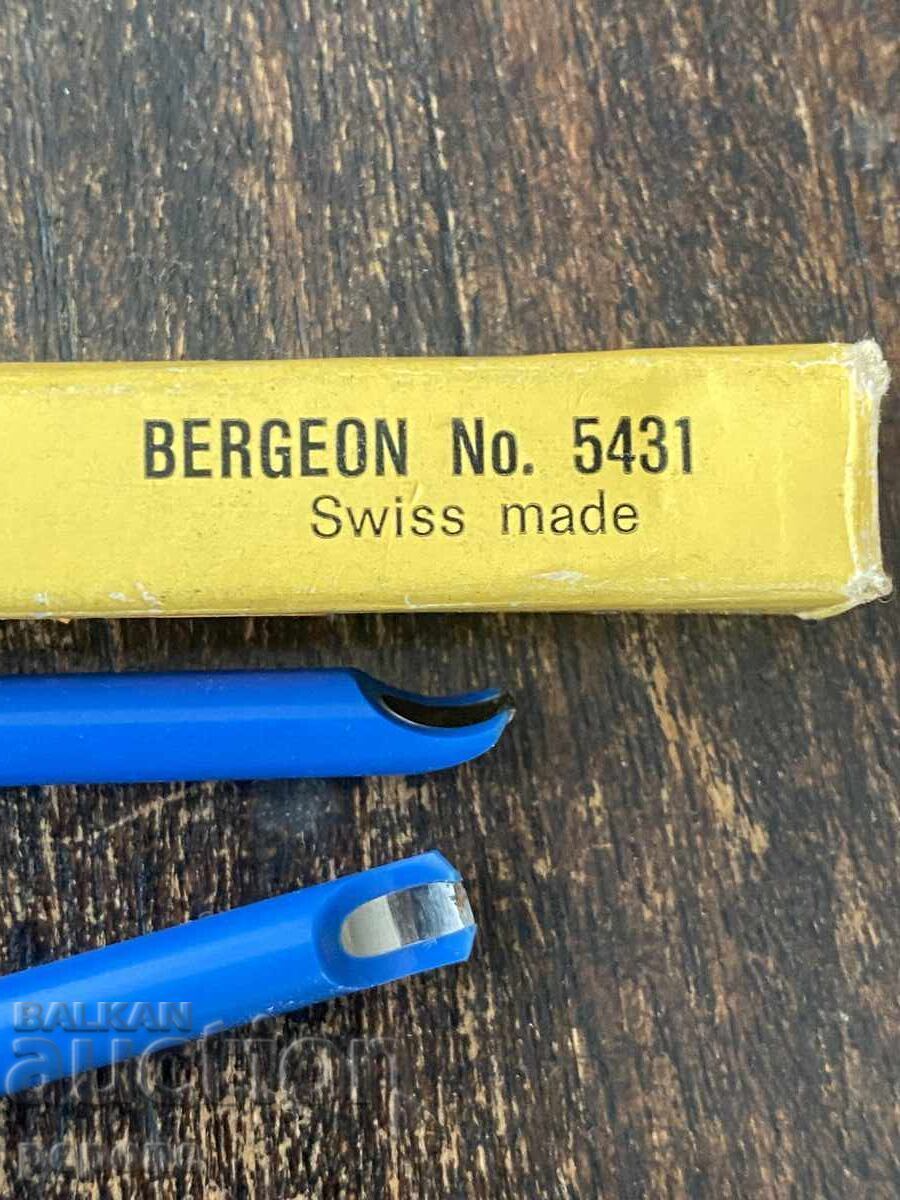 BERGEON No. 5431
Swiss made
BALKAN
auction